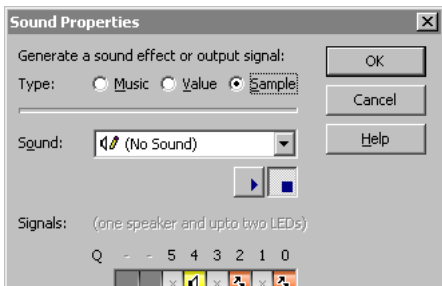 Sound Properties
Generate a sound effect or output signal:
OK
Type: Music Value Sample
Cancel
Sound: (No Sound)
Help
Signals: (one speaker and upto two LEDs)
Q - - 5 4 3 2 1 0